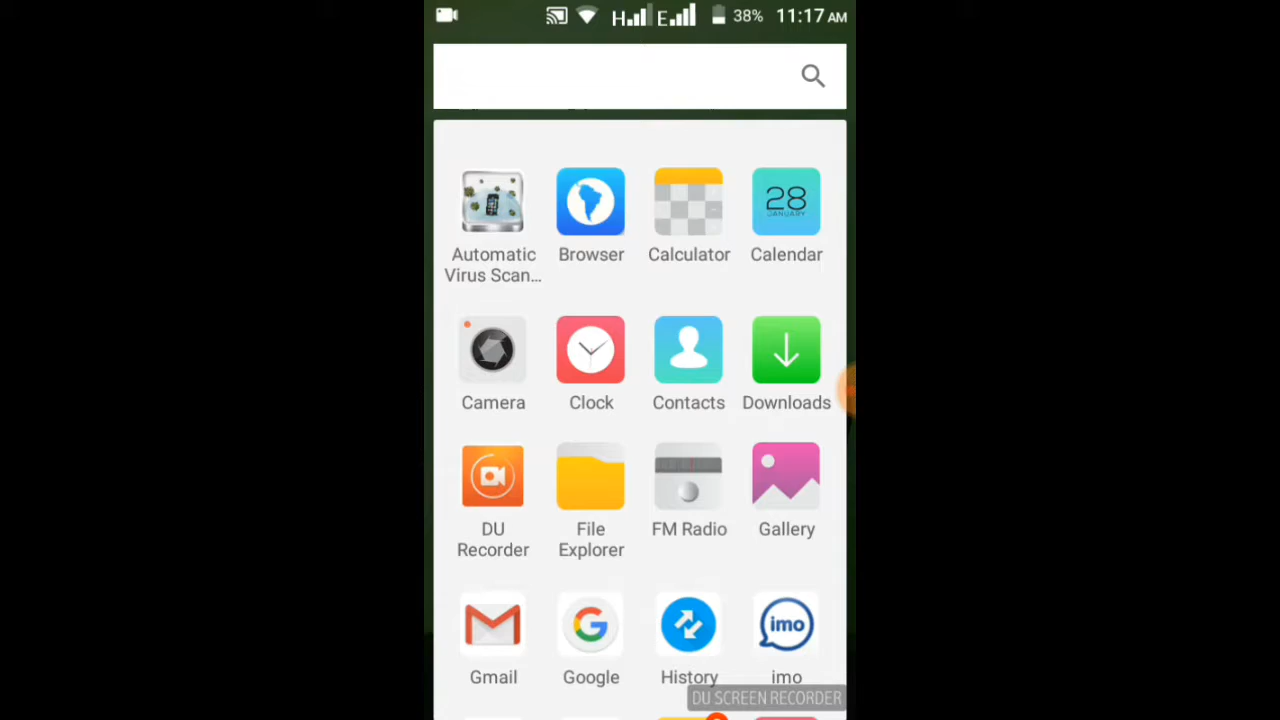 H E 38% 11:17 AM
28
JANUARY
Automatic Browser Calculator Calendar
Virus Scan...
Camera Clock Contacts Downloads
DU File FM Radio Gallery
Recorder Explorer
imo
Gmail Google History imo
DU SCREEN RECORDER